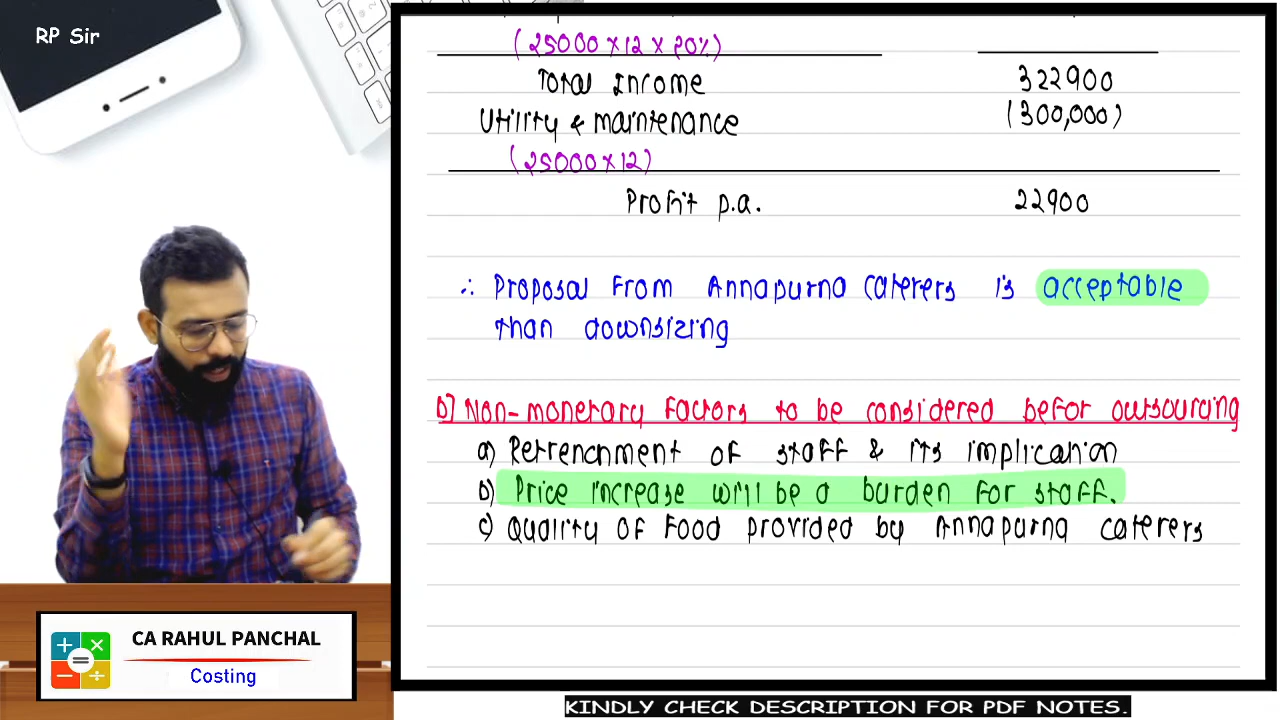 RP Sir
(25000 x 12 x 20%)
Total Income 322900
Utility & maintenance (300,000)
(25000 x 12)
Profit p.a. 22900
∴ Proposal from Annapurna Caterers is acceptable
than downsizing
b] Non-monetary Factors to be considered befor outsourcing
a) Retrenchment of staff & its implication
b) Price increase will be a burden for staff.
c) Quality of Food provided by Annapurna caterers
CA RAHUL PANCHAL
Costing
KINDLY CHECK DESCRIPTION FOR PDF NOTES.